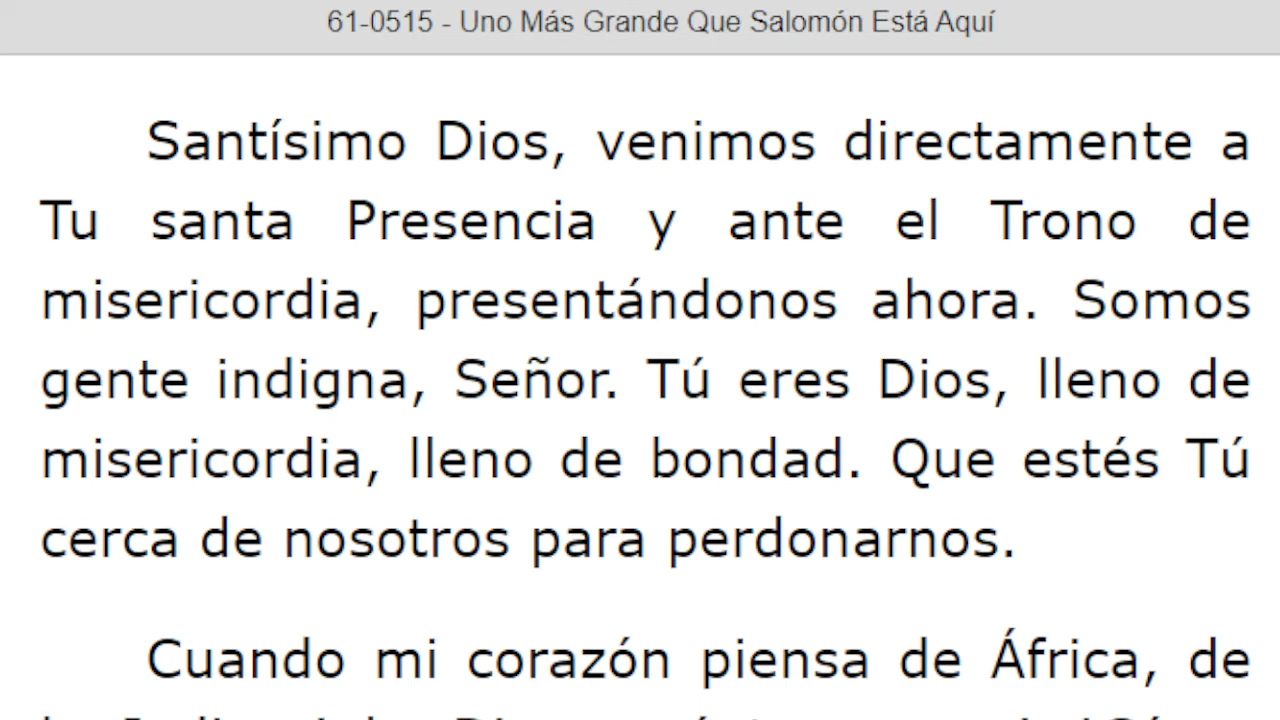 61-0515 - Uno Más Grande Que Salomón Está Aquí
Santísimo Dios, venimos directamente a
Tu santa Presencia y ante el Trono de
misericordia, presentándonos ahora. Somos
gente indigna, Señor. Tú eres Dios, lleno de
misericordia, lleno de bondad. Que estés Tú
cerca de nosotros para perdonarnos.
Cuando mi corazón piensa de África, de